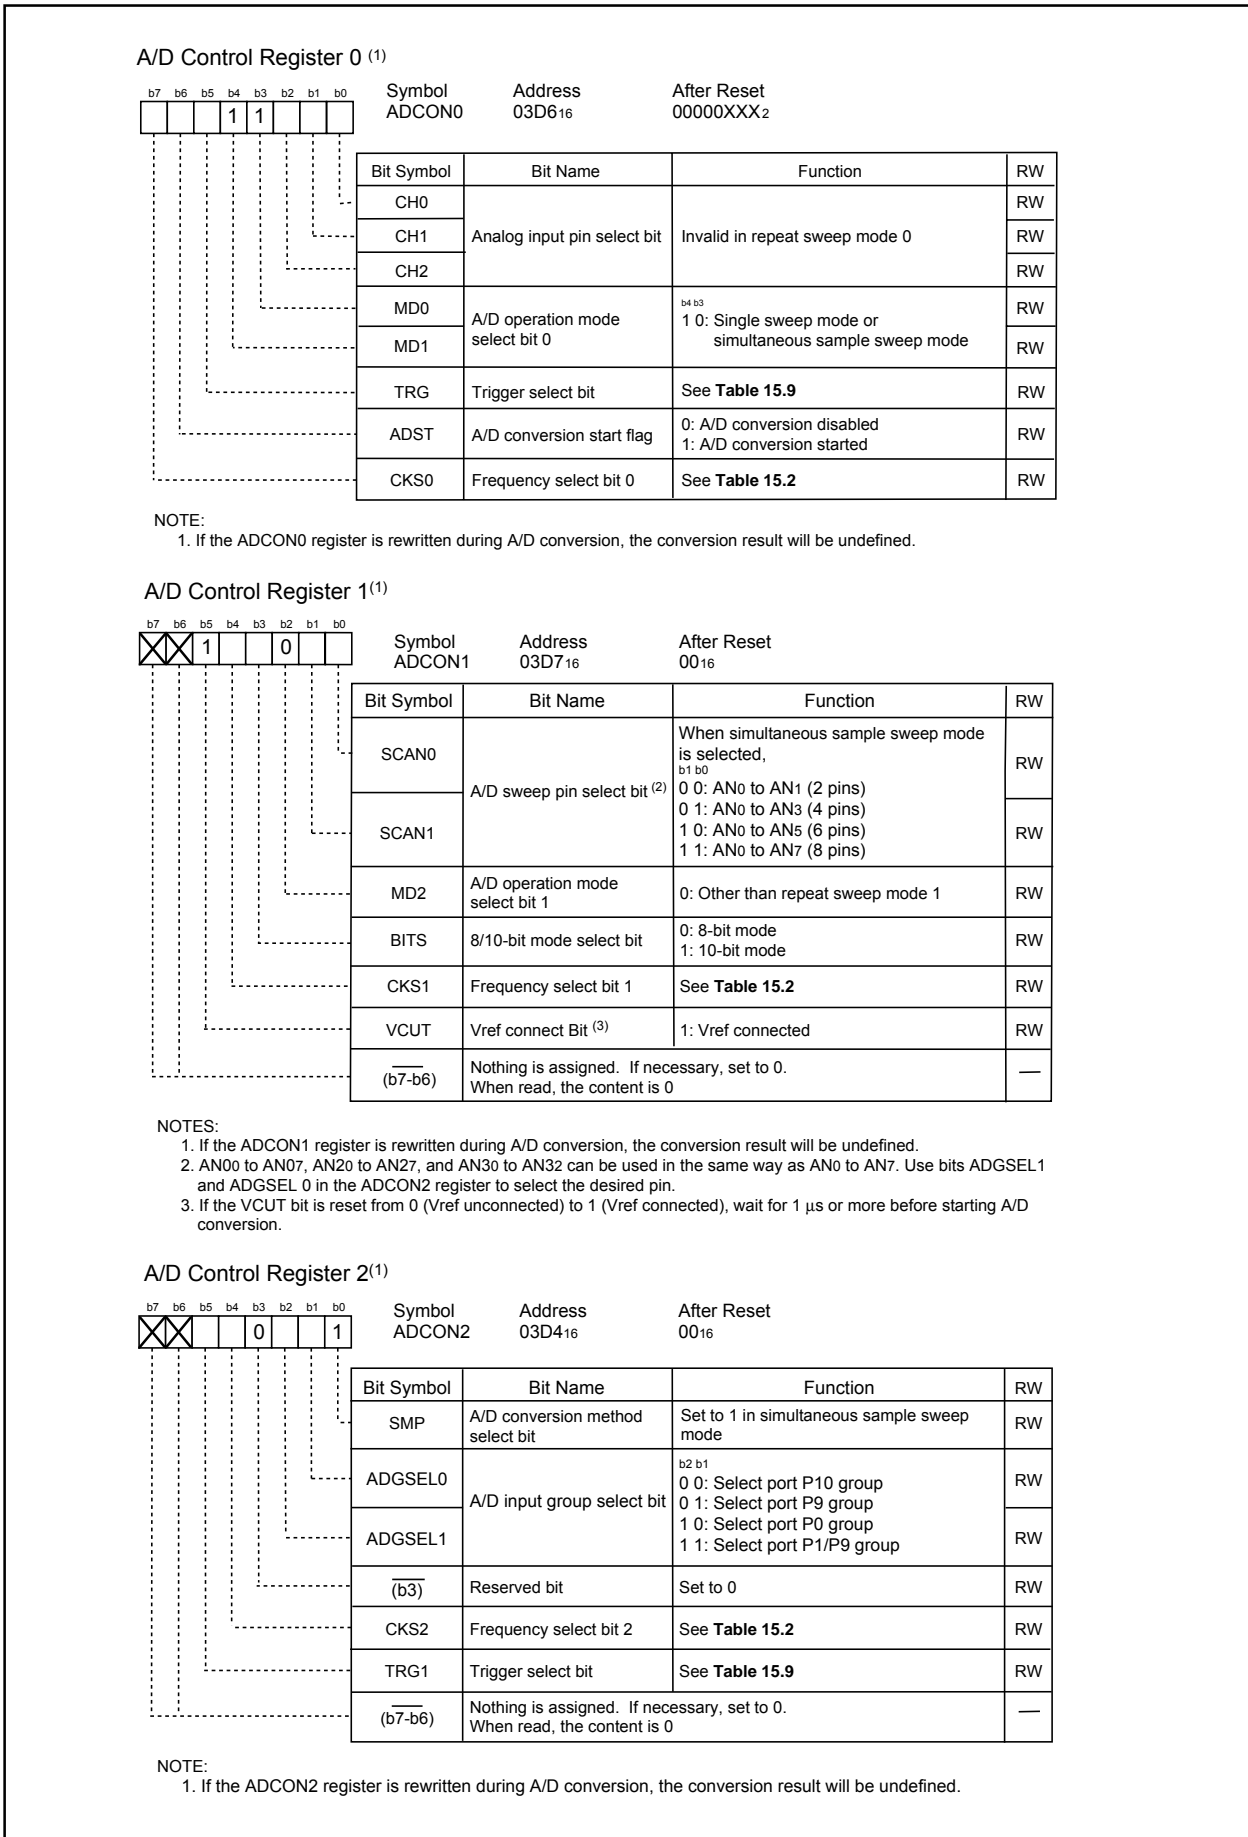 A/D Control Register 0 (1)
b7 b6 b5 b4 b3 b2 b1 b0
1 1
Symbol Address After Reset
ADCON0 03D616 00000XXX2
Bit Symbol Bit Name Function RW
CH0 RW
CH1 Analog input pin select bit Invalid in repeat sweep mode 0 RW
CH2 RW
MD0 RW
MD1 RW
A/D operation mode
select bit 0
b4 b3
1 0: Single sweep mode or
simultaneous sample sweep mode
TRG Trigger select bit See Table 15.9 RW
ADST A/D conversion start flag RW
0: A/D conversion disabled
1: A/D conversion started
CKS0 Frequency select bit 0 See Table 15.2 RW
NOTE:
1. If the ADCON0 register is rewritten during A/D conversion, the conversion result will be undefined.
A/D Control Register 1(1)
b7 b6 b5 b4 b3 b2 b1 b0
1 0
Symbol Address After Reset
ADCON1 03D716 0016
Bit Symbol Bit Name Function RW
SCAN0 RW
SCAN1 RW
A/D sweep pin select bit (2)
When simultaneous sample sweep mode
is selected,
b1 b0
0 0: AN0 to AN1 (2 pins)
0 1: AN0 to AN3 (4 pins)
1 0: AN0 to AN5 (6 pins)
1 1: AN0 to AN7 (8 pins)
MD2 RW
A/D operation mode
select bit 1
0: Other than repeat sweep mode 1
BITS 8/10-bit mode select bit RW
0: 8-bit mode
1: 10-bit mode
CKS1 Frequency select bit 1 See Table 15.2 RW
VCUT Vref connect Bit (3) 1: Vref connected RW
(b7-b6) —
Nothing is assigned. If necessary, set to 0.
When read, the content is 0
NOTES:
1. If the ADCON1 register is rewritten during A/D conversion, the conversion result will be undefined.
2. AN00 to AN07, AN20 to AN27, and AN30 to AN32 can be used in the same way as AN0 to AN7. Use bits ADGSEL1
and ADGSEL 0 in the ADCON2 register to select the desired pin.
3. If the VCUT bit is reset from 0 (Vref unconnected) to 1 (Vref connected), wait for 1 μs or more before starting A/D
conversion.
A/D Control Register 2(1)
b7 b6 b5 b4 b3 b2 b1 b0
0 1
Symbol Address After Reset
ADCON2 03D416 0016
Bit Symbol Bit Name Function RW
SMP RW
A/D conversion method
select bit
Set to 1 in simultaneous sample sweep
mode
ADGSEL0 RW
ADGSEL1 RW
A/D input group select bit
b2 b1
0 0: Select port P10 group
0 1: Select port P9 group
1 0: Select port P0 group
1 1: Select port P1/P9 group
(b3) Reserved bit Set to 0 RW
CKS2 Frequency select bit 2 See Table 15.2 RW
TRG1 Trigger select bit See Table 15.9 RW
(b7-b6) —
Nothing is assigned. If necessary, set to 0.
When read, the content is 0
NOTE:
1. If the ADCON2 register is rewritten during A/D conversion, the conversion result will be undefined.